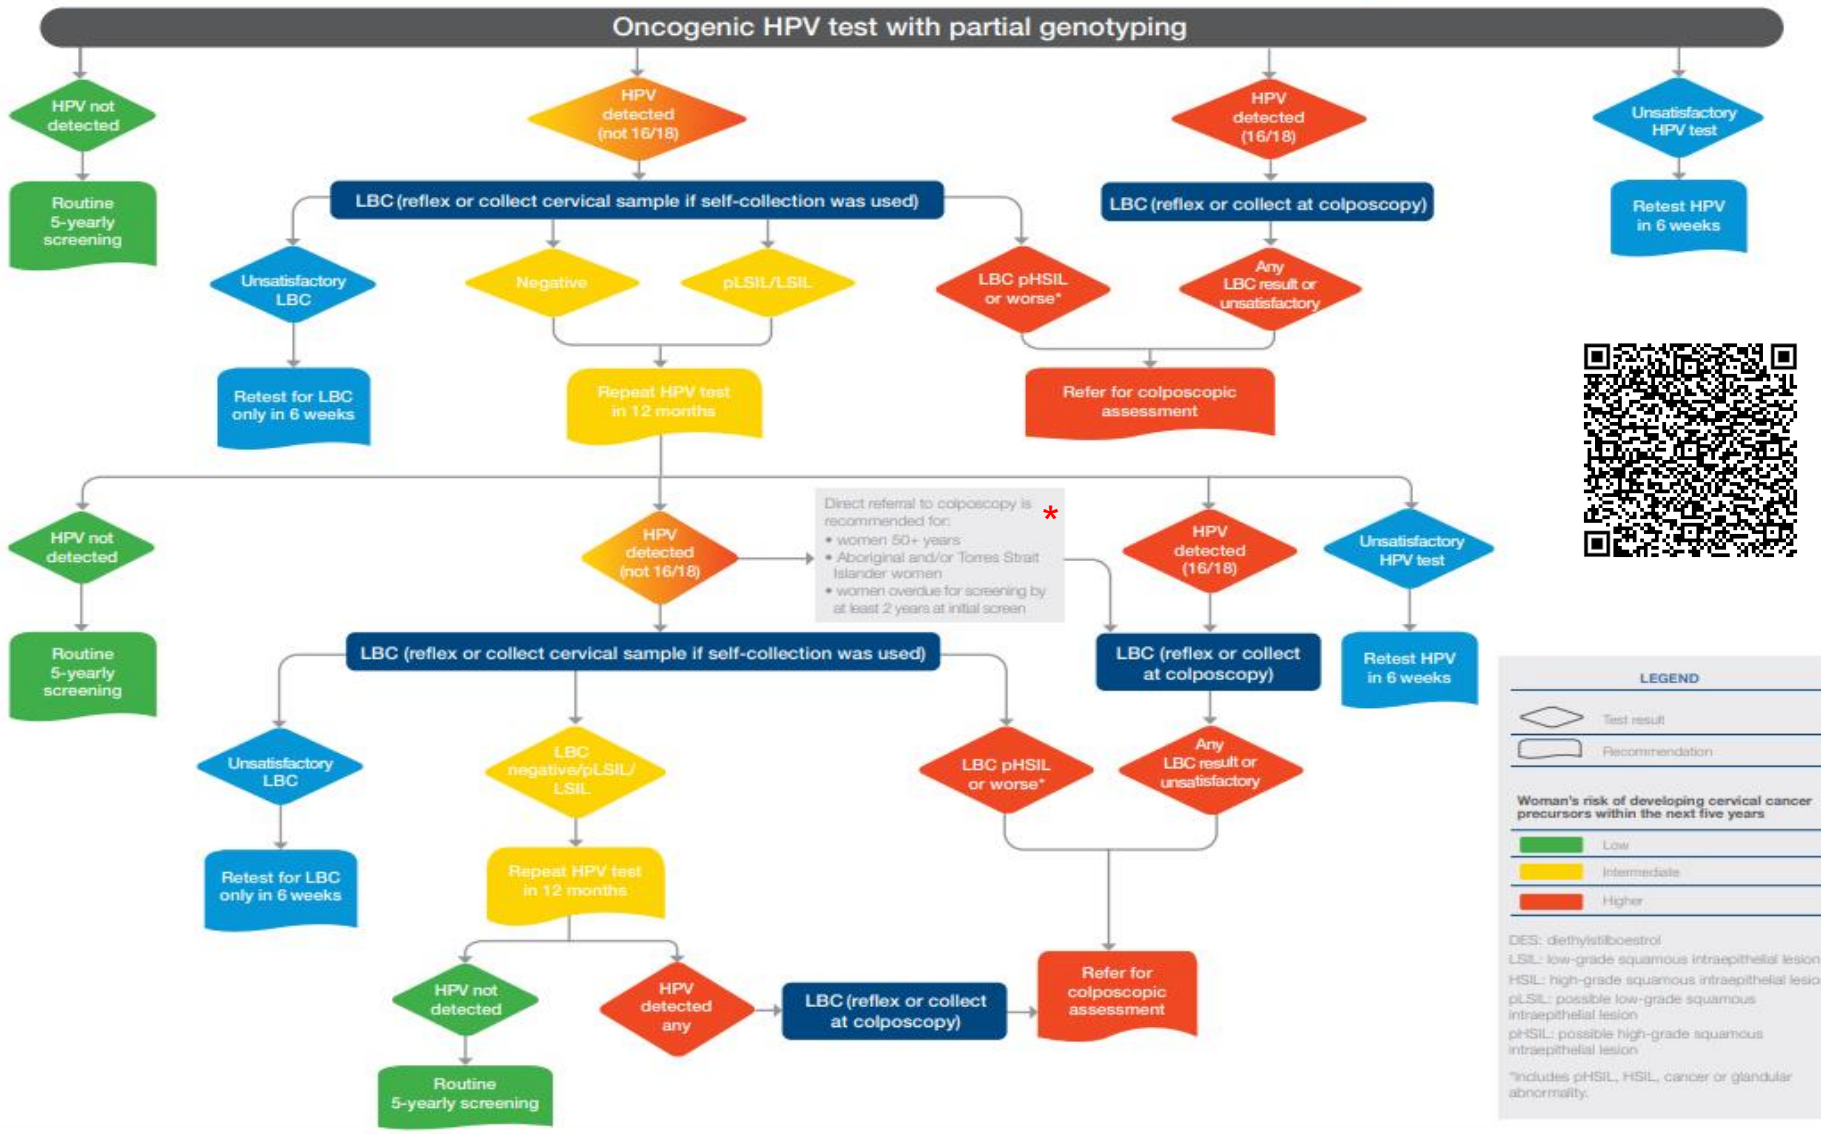 Oncogenic HPV test with partial genotyping
HPV not
detected
HPV
detected
(not 16/18)
HPV
detected
(16/18)
Unsatisfactory
HPV test
Routine
5-yearly
screening
LBC (reflex or collect cervical sample if self-collection was used)
LBC (reflex or collect at colposcopy)
Retest HPV
in 6 weeks
Unsatisfactory
LBC
Negative
pLSIL/LSIL
LBC pHSIL
or worse*
Any
LBC result or
unsatisfactory
Retest for LBC
only in 6 weeks
Repeat HPV test
in 12 months
Refer for colposcopic
assessment
HPV not
detected
HPV
detected
(not 16/18)
Direct referral to colposcopy is
recommended for:
• women 50+ years
• Aboriginal and/or Torres Strait
Islander women
• women overdue for screening by
at least 2 years at initial screen
*
HPV
detected
(16/18)
Unsatisfactory
HPV test
Routine
5-yearly
screening
LBC (reflex or collect cervical sample if self-collection was used)
LBC (reflex or collect
at colposcopy)
Retest HPV
in 6 weeks
Unsatisfactory
LBC
LBC
negative/pLSIL/
LSIL
LBC pHSIL
or worse*
Any
LBC result or
unsatisfactory
Retest for LBC
only in 6 weeks
Repeat HPV test
in 12 months
HPV not
detected
HPV
detected
any
LBC (reflex or collect
at colposcopy)
Refer for
colposcopic
assessment
Routine
5-yearly screening
LEGEND
Test result
Recommendation
Woman's risk of developing cervical cancer
precursors within the next five years
Low
Intermediate
Higher
DES: diethylstilboestrol
LSIL: low-grade squamous intraepithelial lesion
HSIL: high-grade squamous intraepithelial lesio
pLSIL: possible low-grade squamous
intraepithelial lesion
pHSIL: possible high-grade squamous
intraepithelial lesion
*Includes pHSIL, HSIL, cancer or glandular
abnormality.